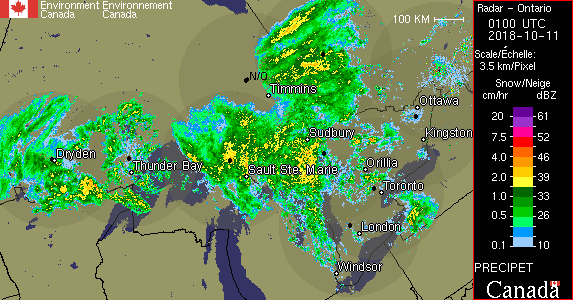 Environment Environnement
Canada Canada
Radar - Ontario
0100 UTC
2018-10-11
Scale/Échelle:
3.5 km/Pixel
Snow/Neige
cm/hr dBZ
20 61
7.5 57
5.0 52
4.0 46
2.0 39
1.0 33
0.5 26
0.1 10
PRECIPET
Canada
100 KM
N/O
Timmins
Ottawa
Kingston
Sudbury
Dryden
Thunder Bay
Sault Ste. Marie
Orillia
Toronto
London
Windsor